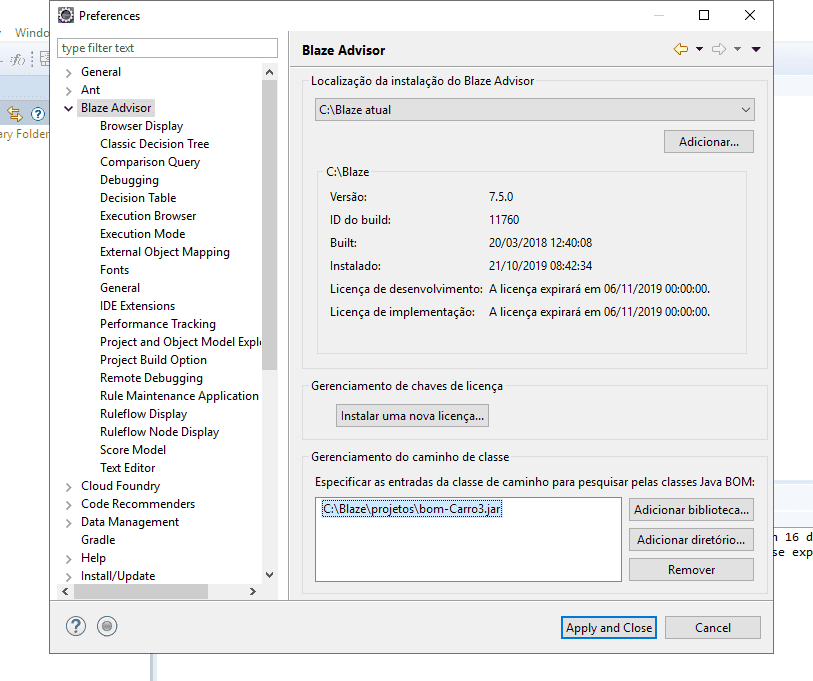 Preferences
Windo
type filter text
General
Ant
Blaze Advisor
Browser Display
Classic Decision Tree
Comparison Query
Debugging
Decision Table
Execution Browser
Execution Mode
External Object Mapping
Fonts
General
IDE Extensions
Performance Tracking
Project and Object Model Explo
Project Build Option
Remote Debugging
Rule Maintenance Application
Ruleflow Display
Ruleflow Node Display
Score Model
Text Editor
Cloud Foundry
Code Recommenders
Data Management
Gradle
Help
Install/Update
ary Folder
Blaze Advisor
Localização da instalação do Blaze Advisor
C:\Blaze atual
Adicionar...
C:\Blaze
Versão: 7.5.0
ID do build: 11760
Built: 20/03/2018 12:40:08
Instalado: 21/10/2019 08:42:34
Licença de desenvolvimento: A licença expirará em 06/11/2019 00:00:00.
Licença de implementação: A licença expirará em 06/11/2019 00:00:00.
Gerenciamento de chaves de licença
Instalar uma nova licença...
Gerenciamento do caminho de classe
Especificar as entradas da classe de caminho para pesquisar pelas classes Java BOM:
C:\Blaze\projetos\bom-Carro3.jar
Adicionar biblioteca...
Adicionar diretório...
Remover
n 16 d
se exp
Apply and Close
Cancel